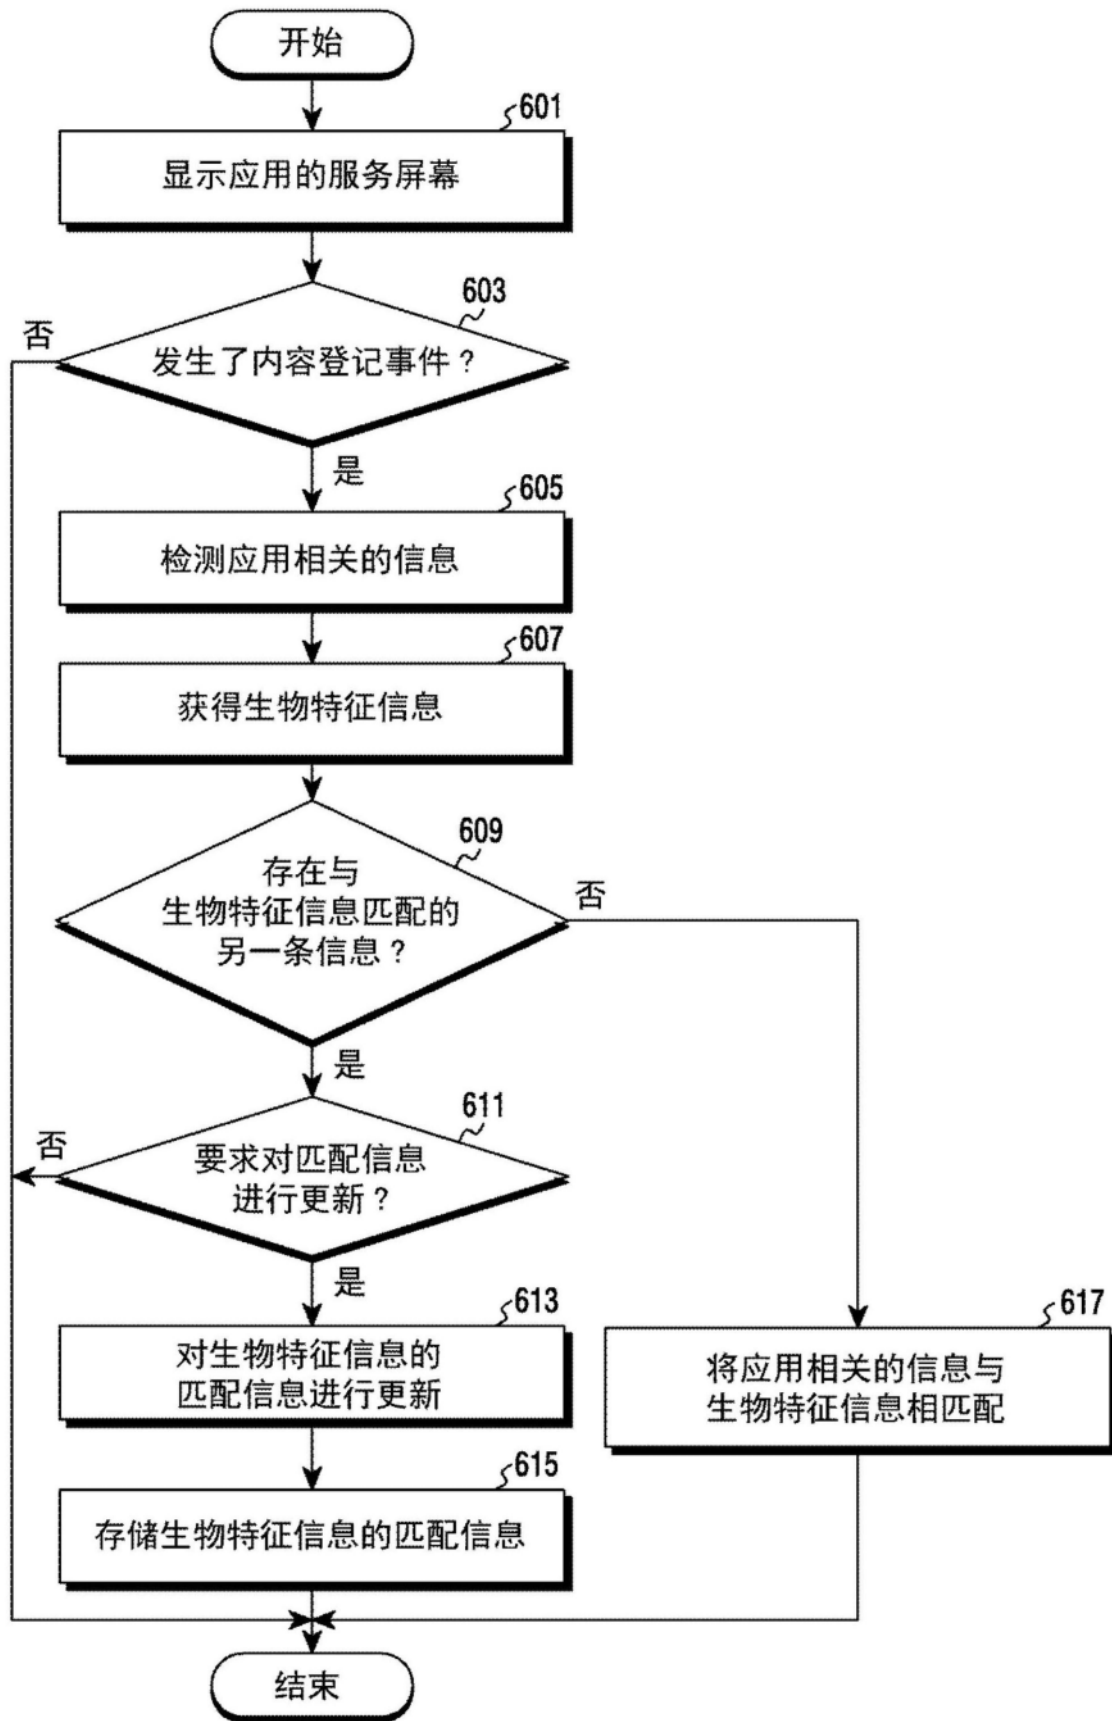 开始
601
显示应用的服务屏幕
603
否
发生了内容登记事件？
是
605
检测应用相关的信息
607
获得生物特征信息
609
存在与
生物特征信息匹配的
另一条信息？
否
是
611
否
要求对匹配信息
进行更新？
是
613
对生物特征信息的
匹配信息进行更新
617
将应用相关的信息与
生物特征信息相匹配
615
存储生物特征信息的匹配信息
结束